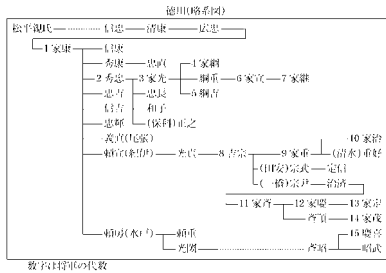 徳川(略系図)
松平親氏 信忠 清康 広忠
1家康 信康
秀康 忠直 1家綱
2秀忠 3家光 綱重 6家宣 7家継
忠吉 忠長 5綱吉
信吉 和子
忠輝 (保科)正之
義直(尾張) 10家治
頼宣(紀伊) 光貞 8吉宗 9家重 (清水)重好
(田安)宗武 定信
(一橋)宗尹 治済
11家斉 12家慶 13家定
斉順 14家茂
頼房(水戸) 頼重 15慶喜
光圀 斉昭 昭武
数字は将軍の代数